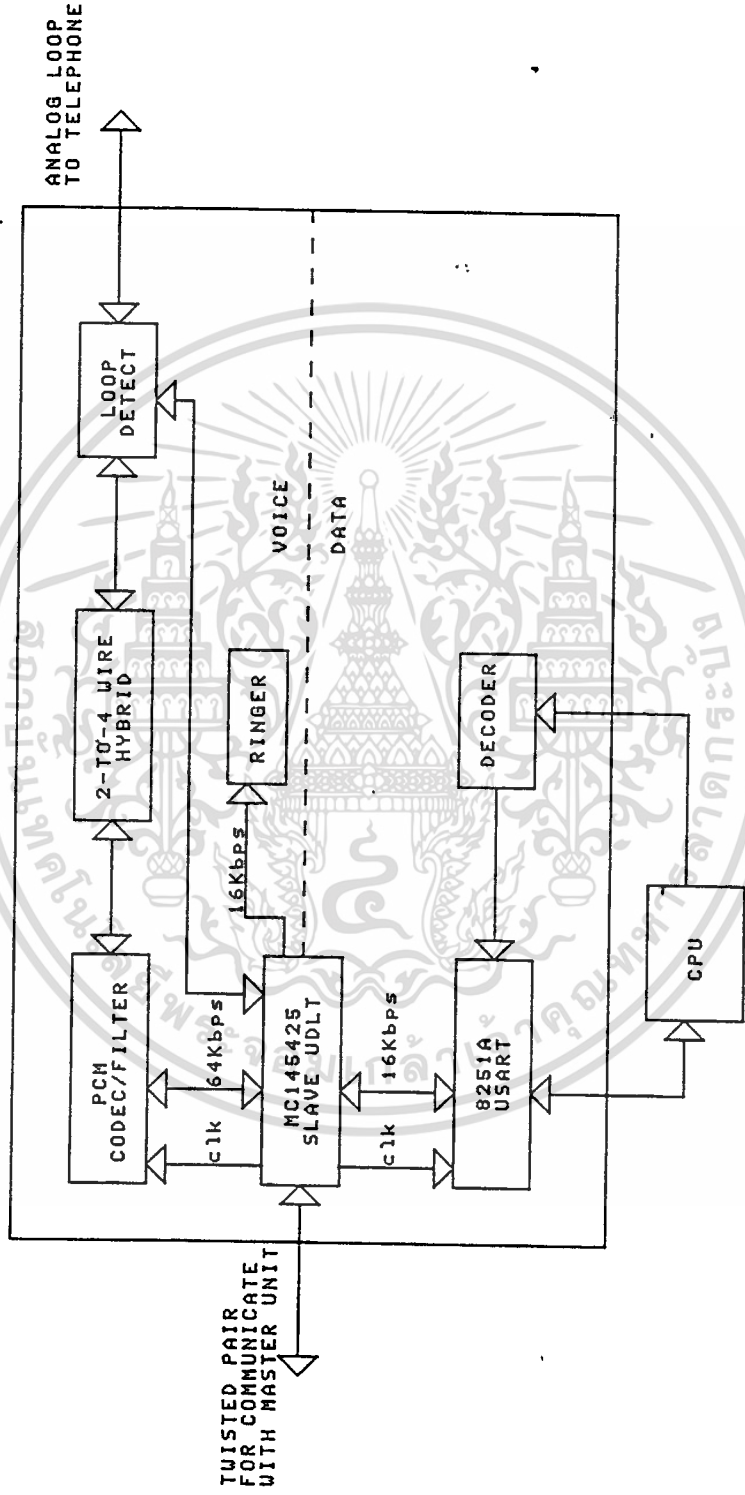 ANALOG LOOP
TO TELEPHONE
LOOP
DETECT
2-TO-4 WIRE
HYBRID
PCM
CODEC/FILTER
VOICE
DATA
RINGER
16Kbps
64Kbps
clk
MC145425
SLAVE UDLT
TWISTED PAIR
FOR COMMUNICATE
WITH MASTER UNIT
16Kbps
clk
8251A
USART
DECODER
CPU